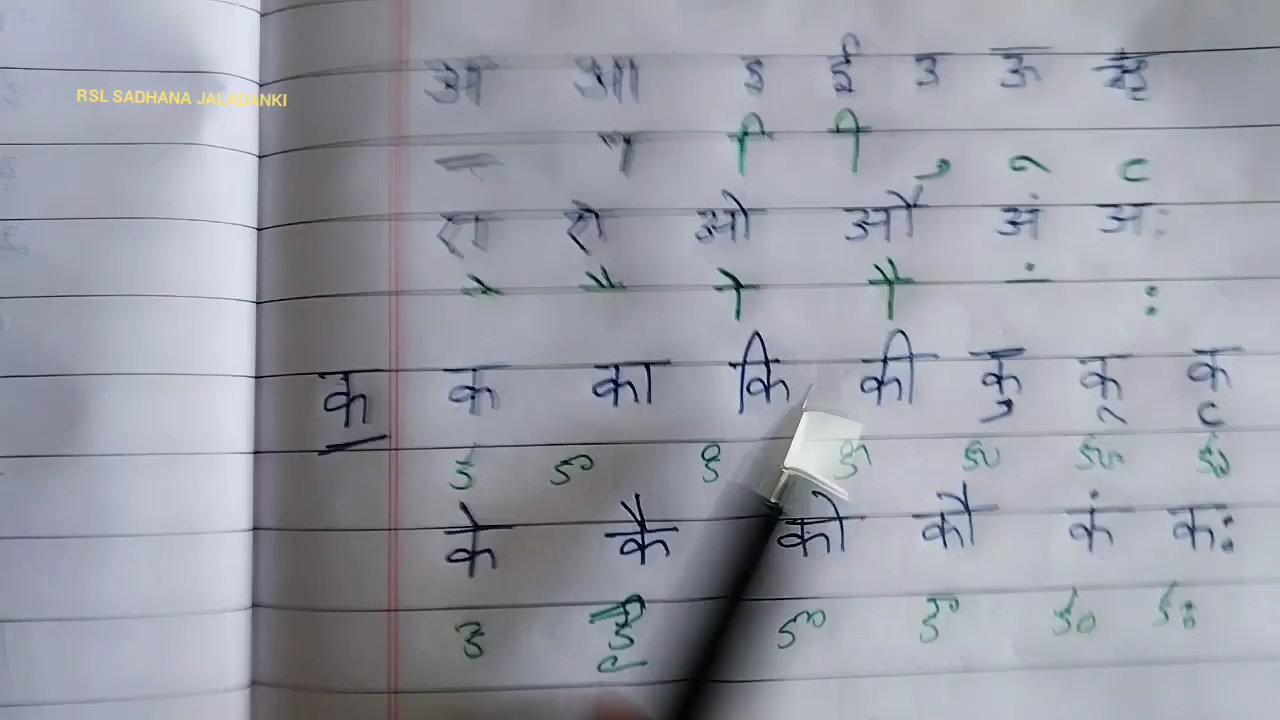 RSL SADHANA JALADANKI
अ आ इ ई उ ऊ ऋ
ा ि ी ु ू ृ
ओ औ अं अः
े ै ो ौ ं ः
क क का कि की कु कू कृ
క కా కి కీ కు కూ కృ
के कै को कौ कं कः
కె కై కో కౌ కం కః